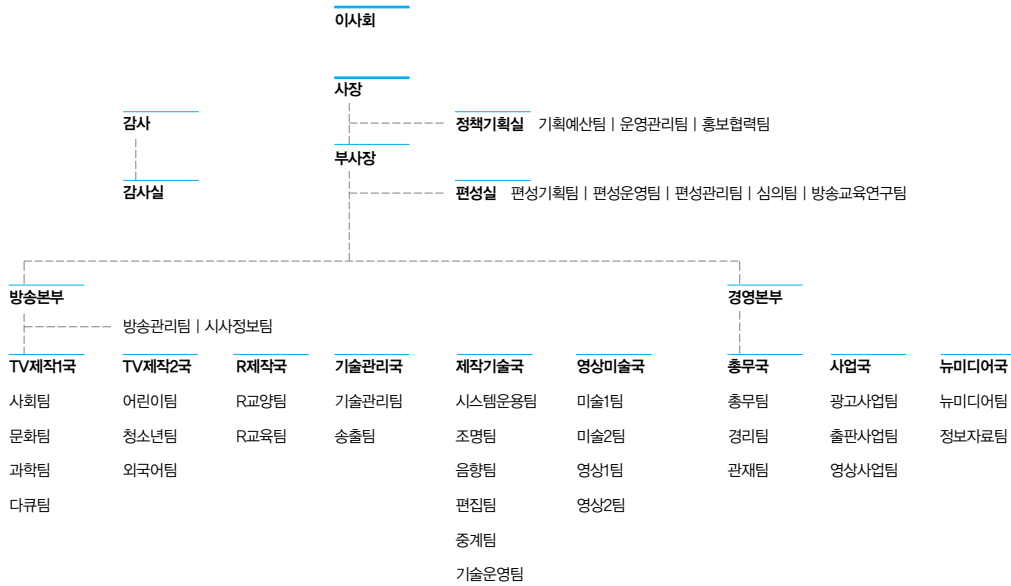 이사회
사장
감사
정책기획실 기획예산팀 | 운영관리팀 | 홍보협력팀
부사장
감사실
편성실 편성기획팀 | 편성운영팀 | 편성관리팀 | 심의팀 | 방송교육연구팀
방송본부 경영본부
방송관리팀 | 시사정보팀
TV제작1국 TV제작2국 R제작국 기술관리국 제작기술국 영상미술국 총무국 사업국 뉴미디어국
사회팀 어린이팀 R교양팀 기술관리팀 시스템운용팀 미술1팀 총무팀 광고사업팀 뉴미디어팀
문화팀 청소년팀 R교육팀 송출팀 조명팀 미술2팀 경리팀 출판사업팀 정보자료팀
과학팀 외국어팀 음향팀 영상1팀 관재팀 영상사업팀
다큐팀 편집팀 영상2팀
중계팀
기술운영팀